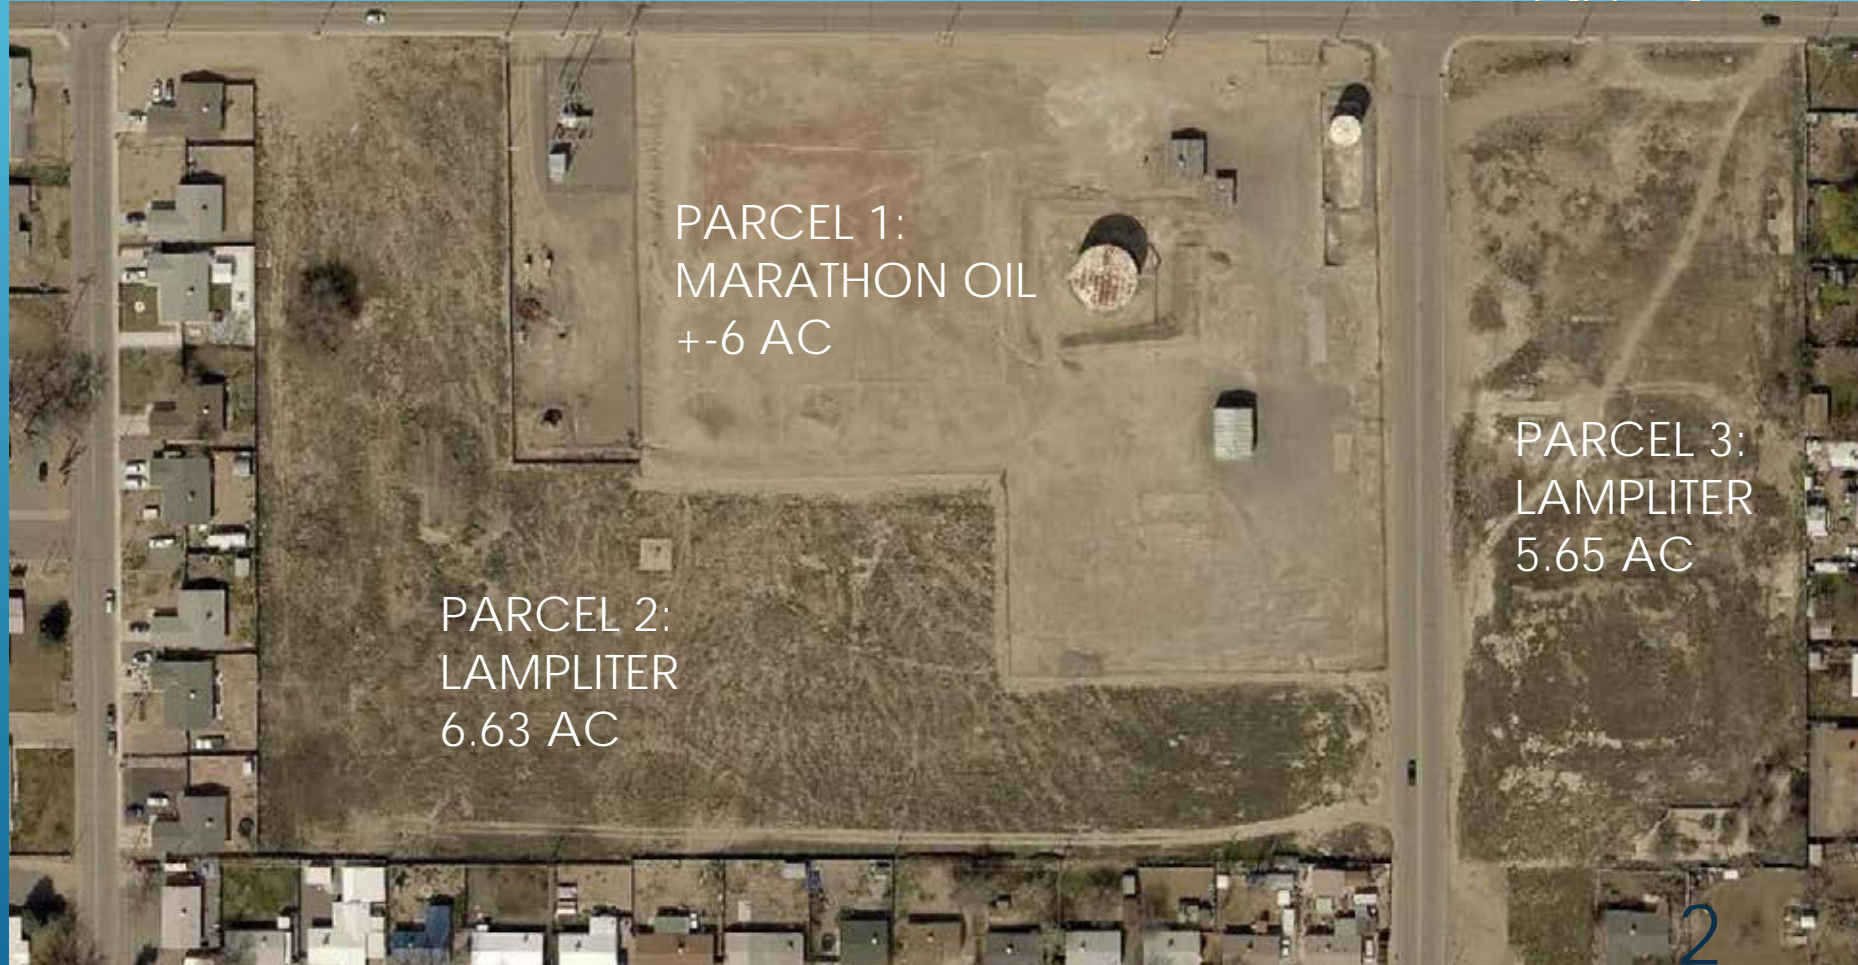 PARCEL 1:
MARATHON OIL
+-6 AC
PARCEL 3:
LAMPLITER
5.65 AC
PARCEL 2:
LAMPLITER
6.63 AC
2